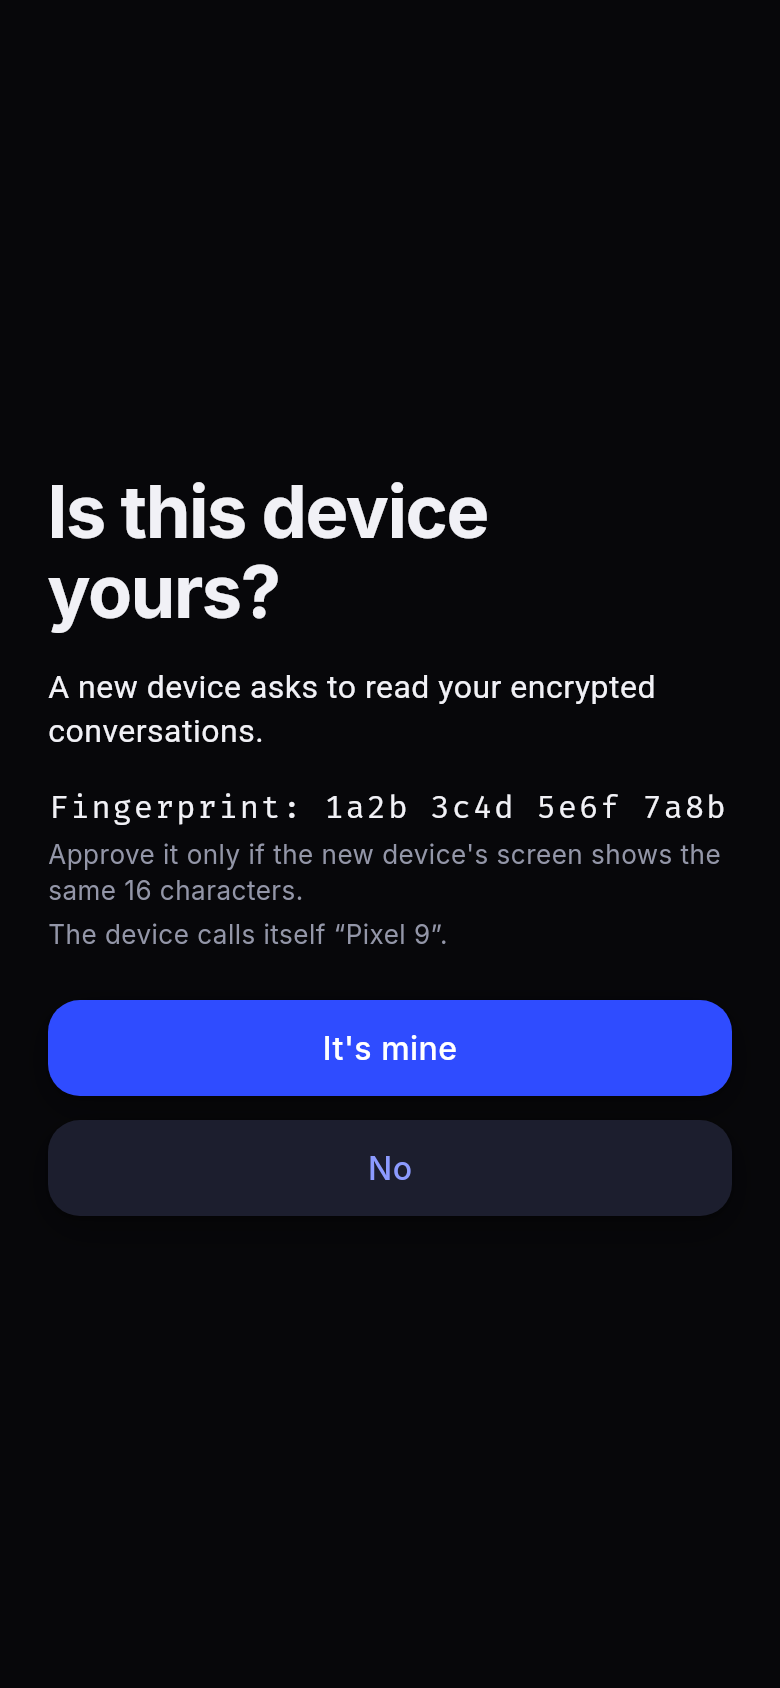 Is this device
yours?
A new device asks to read your encrypted
conversations.
Fingerprint: 1a2b 3c4d 5e6f 7a8b
Approve it only if the new device's screen shows the
same 16 characters.
The device calls itself “Pixel 9”.
It's mine
No